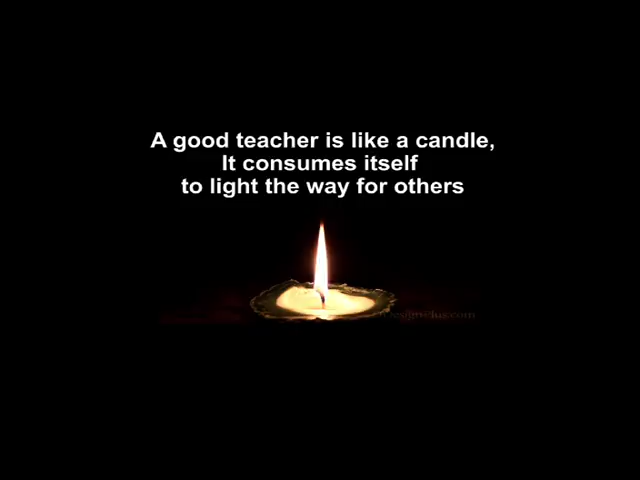 A good teacher is like a candle,
It consumes itself
to light the way for others